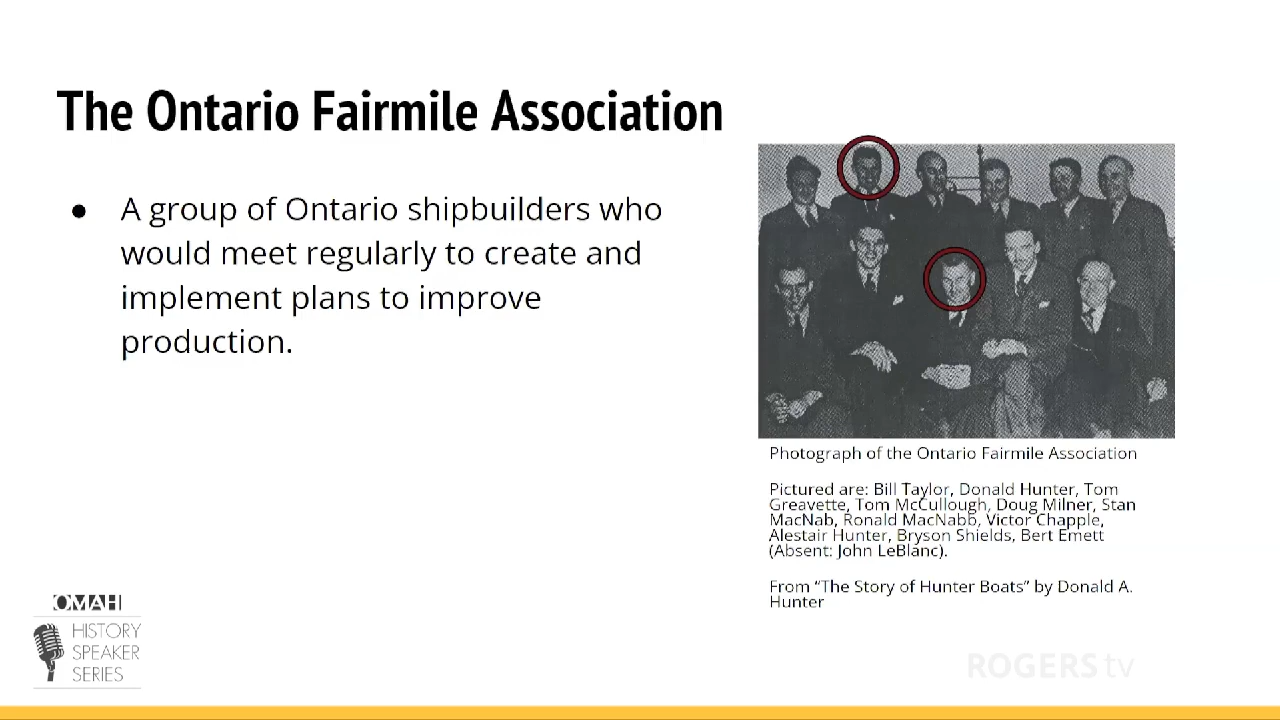 The Ontario Fairmile Association
● A group of Ontario shipbuilders who
would meet regularly to create and
implement plans to improve
production.
Photograph of the Ontario Fairmile Association
Pictured are: Bill Taylor, Donald Hunter, Tom
Greavette, Tom McCullough, Doug Milner, Stan
MacNab, Ronald MacNabb, Victor Chapple,
Alestair Hunter, Bryson Shields, Bert Emett
(Absent: John LeBlanc).
From “The Story of Hunter Boats” by Donald A.
Hunter
OMAH
HISTORY
SPEAKER
SERIES
ROGERS tv